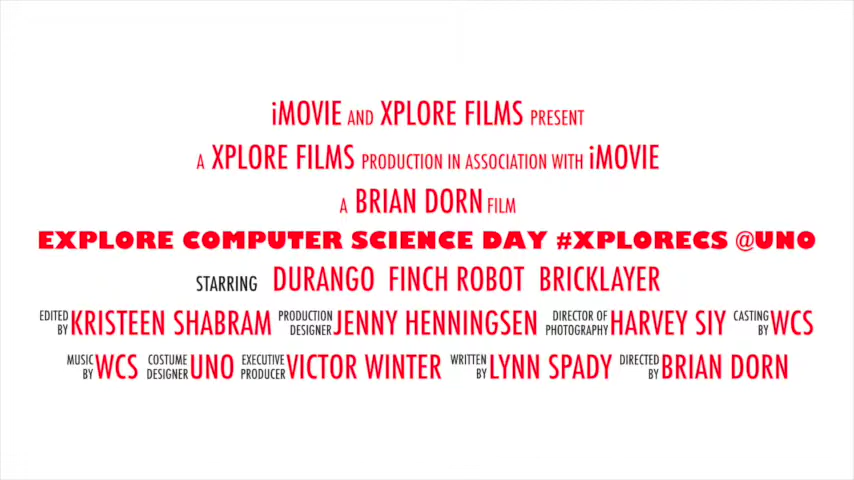 iMOVIE AND XPLORE FILMS PRESENT
A XPLORE FILMS PRODUCTION IN ASSOCIATION WITH iMOVIE
A BRIAN DORN FILM
EXPLORE COMPUTER SCIENCE DAY #XPLORECS @UNO
STARRING DURANGO FINCH ROBOT BRICKLAYER
EDITED BY KRISTEEN SHABRAM PRODUCTION DESIGNER JENNY HENNINGSEN DIRECTOR OF PHOTOGRAPHY HARVEY SIY CASTING BY WCS
MUSIC BY WCS COSTUME DESIGNER UNO EXECUTIVE PRODUCER VICTOR WINTER WRITTEN BY LYNN SPADY DIRECTED BY BRIAN DORN